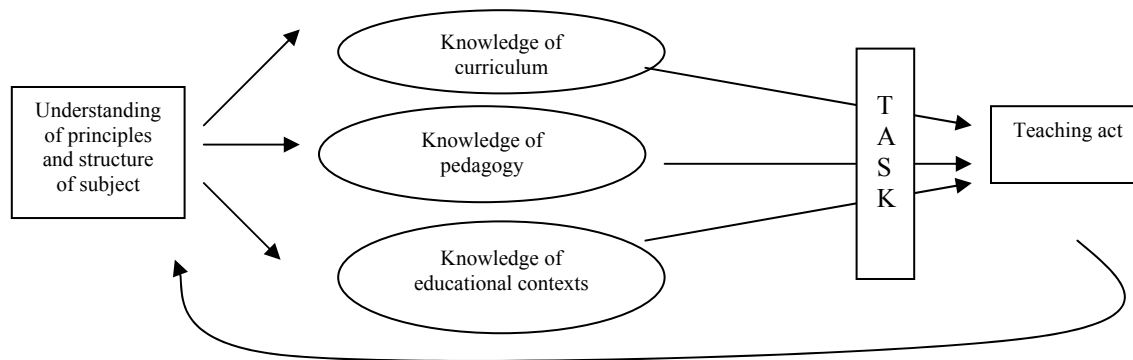 Understanding
of principles
and structure
of subject
Knowledge of
curriculum
Knowledge of
pedagogy
Knowledge of
educational contexts
T
A
S
K
Teaching act